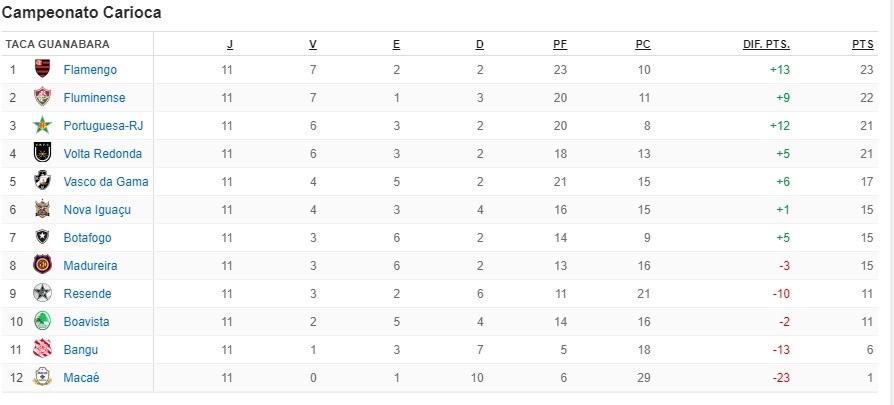 Campeonato Carioca
TACA GUANABARA J V E D PF PC DIF. PTS. PTS
1 Flamengo 11 7 2 2 23 10 +13 23
2 Fluminense 11 7 1 3 20 11 +9 22
3 Portuguesa-RJ 11 6 3 2 20 8 +12 21
4 Volta Redonda 11 6 3 2 18 13 +5 21
5 Vasco da Gama 11 4 5 2 21 15 +6 17
6 Nova Iguaçu 11 4 3 4 16 15 +1 15
7 Botafogo 11 3 6 2 14 9 +5 15
8 Madureira 11 3 6 2 13 16 -3 15
9 Resende 11 3 2 6 11 21 -10 11
10 Boavista 11 2 5 4 14 16 -2 11
11 Bangu 11 1 3 7 5 18 -13 6
12 Macaé 11 0 1 10 6 29 -23 1